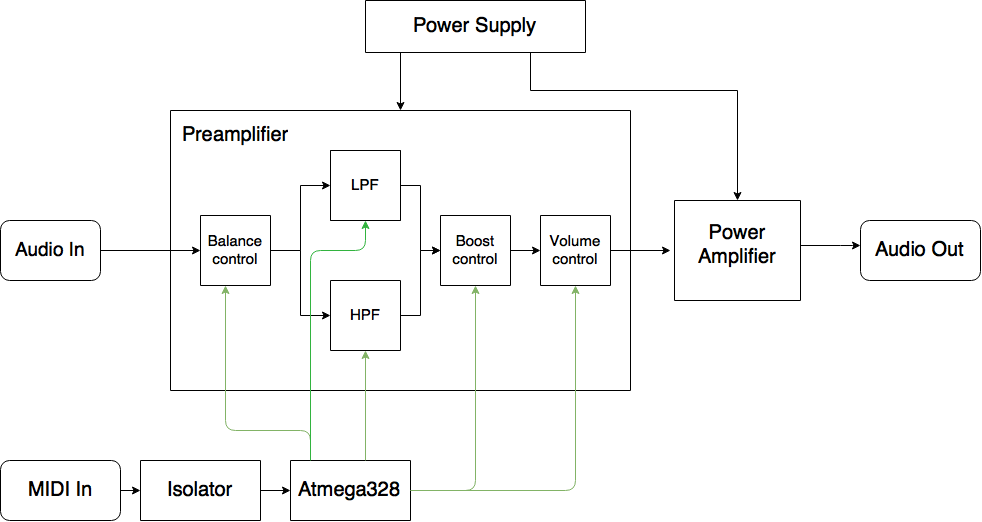 Power Supply
Preamplifier
LPF
Audio In
Balance
control
Boost
control
Volume
control
Power
Amplifier
Audio Out
HPF
MIDI In
Isolator
Atmega328